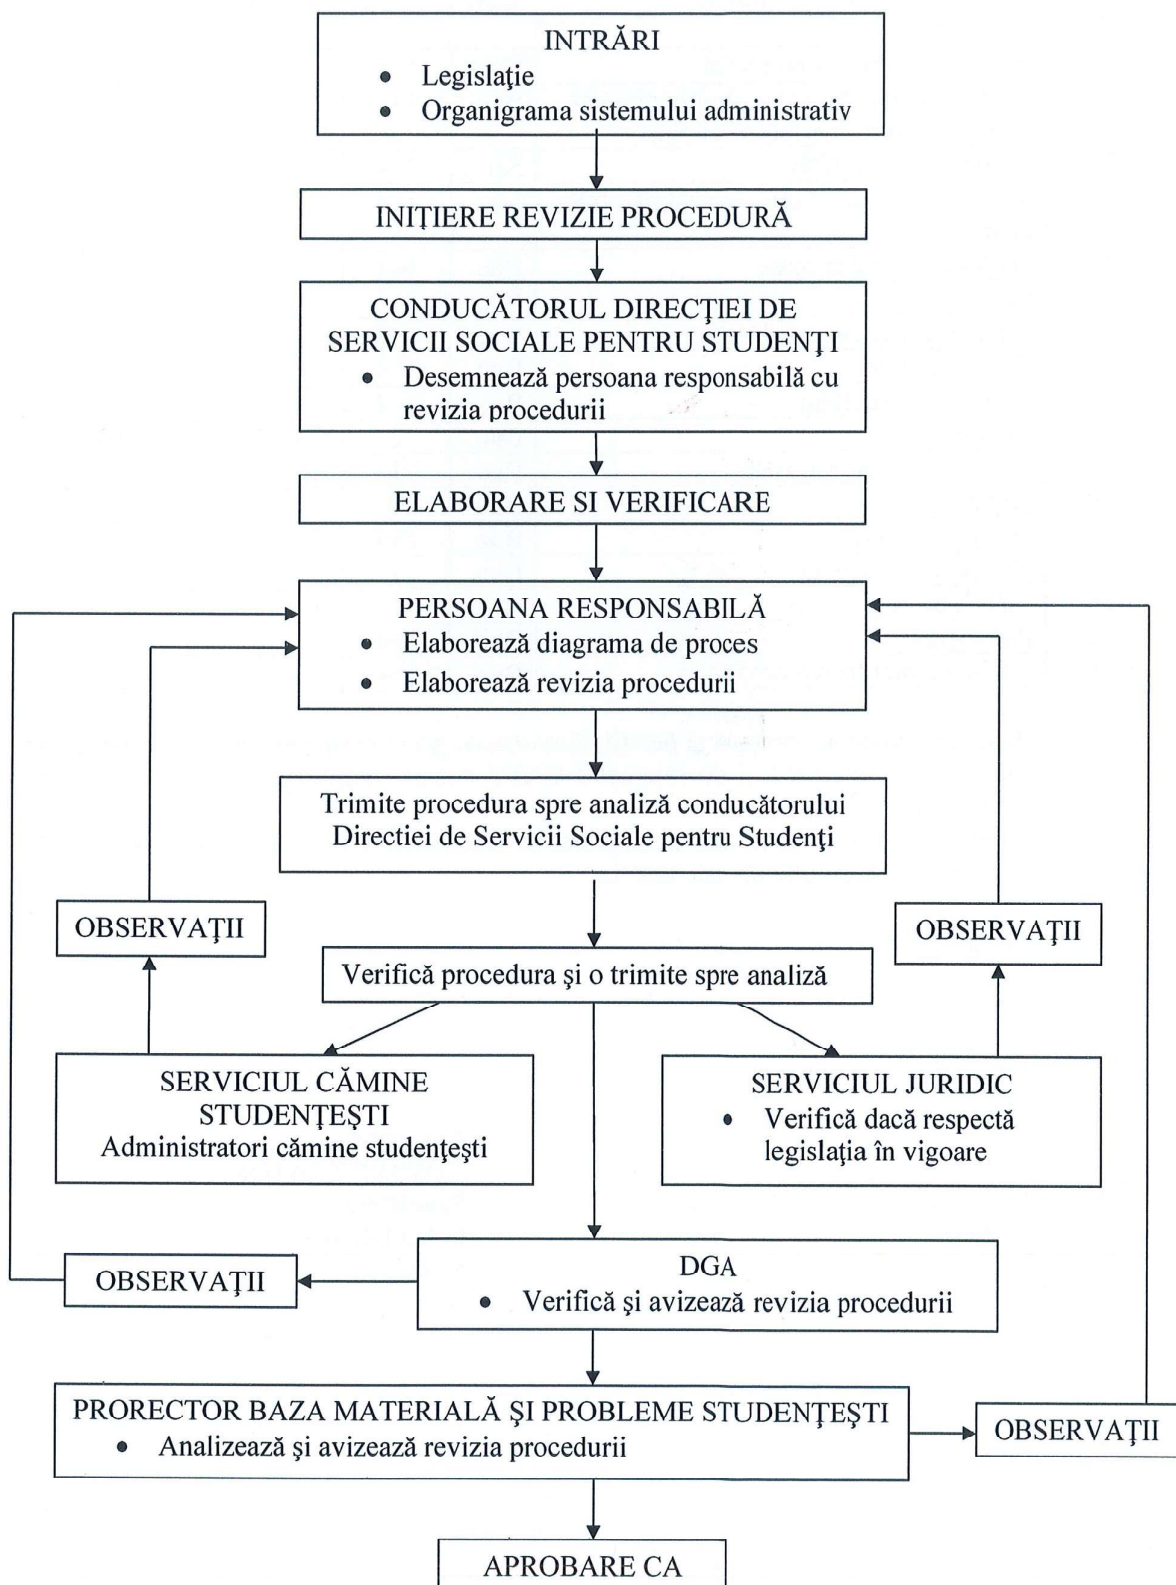 INTRĂRI
• Legislaţie
• Organigrama sistemului administrativ
INIŢIERE REVIZIE PROCEDURĂ
CONDUCĂTORUL DIRECŢIEI DE
SERVICII SOCIALE PENTRU STUDENŢI
• Desemnează persoana responsabilă cu
revizia procedurii
ELABORARE SI VERIFICARE
PERSOANA RESPONSABILĂ
• Elaborează diagrama de proces
• Elaborează revizia procedurii
Trimite procedura spre analiză conducătorului
Directiei de Servicii Sociale pentru Studenţi
OBSERVAŢII
OBSERVAŢII
Verifică procedura şi o trimite spre analiză
SERVICIUL CĂMINE
STUDENŢEŞTI
Administratori cămine studenţeşti
SERVICIUL JURIDIC
• Verifică dacă respectă
legislaţia în vigoare
OBSERVAŢII
DGA
• Verifică şi avizează revizia procedurii
PRORECTOR BAZA MATERIALĂ ŞI PROBLEME STUDENŢEŞTI
• Analizează şi avizează revizia procedurii
OBSERVAŢII
APROBARE CA